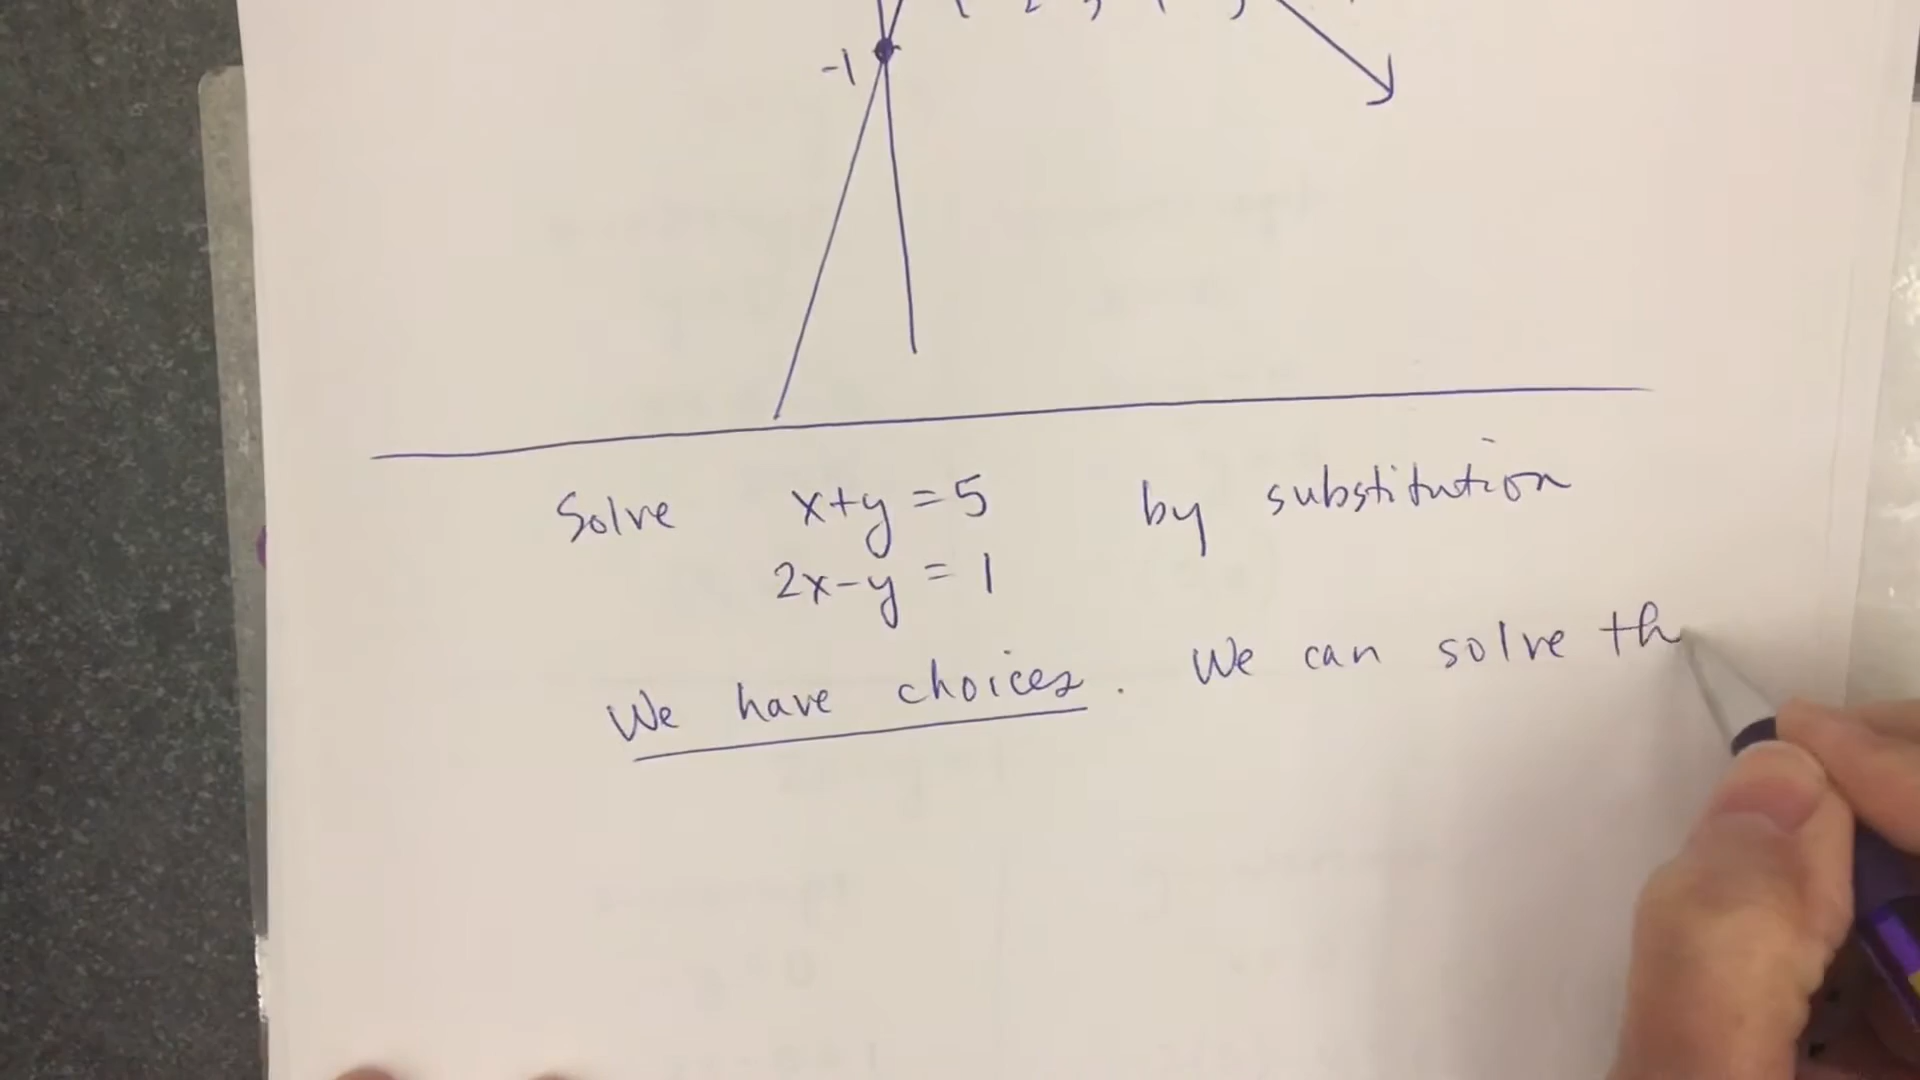 -1
Solve x+y=5 by substitution
2x-y=1
We have choices. We can solve th